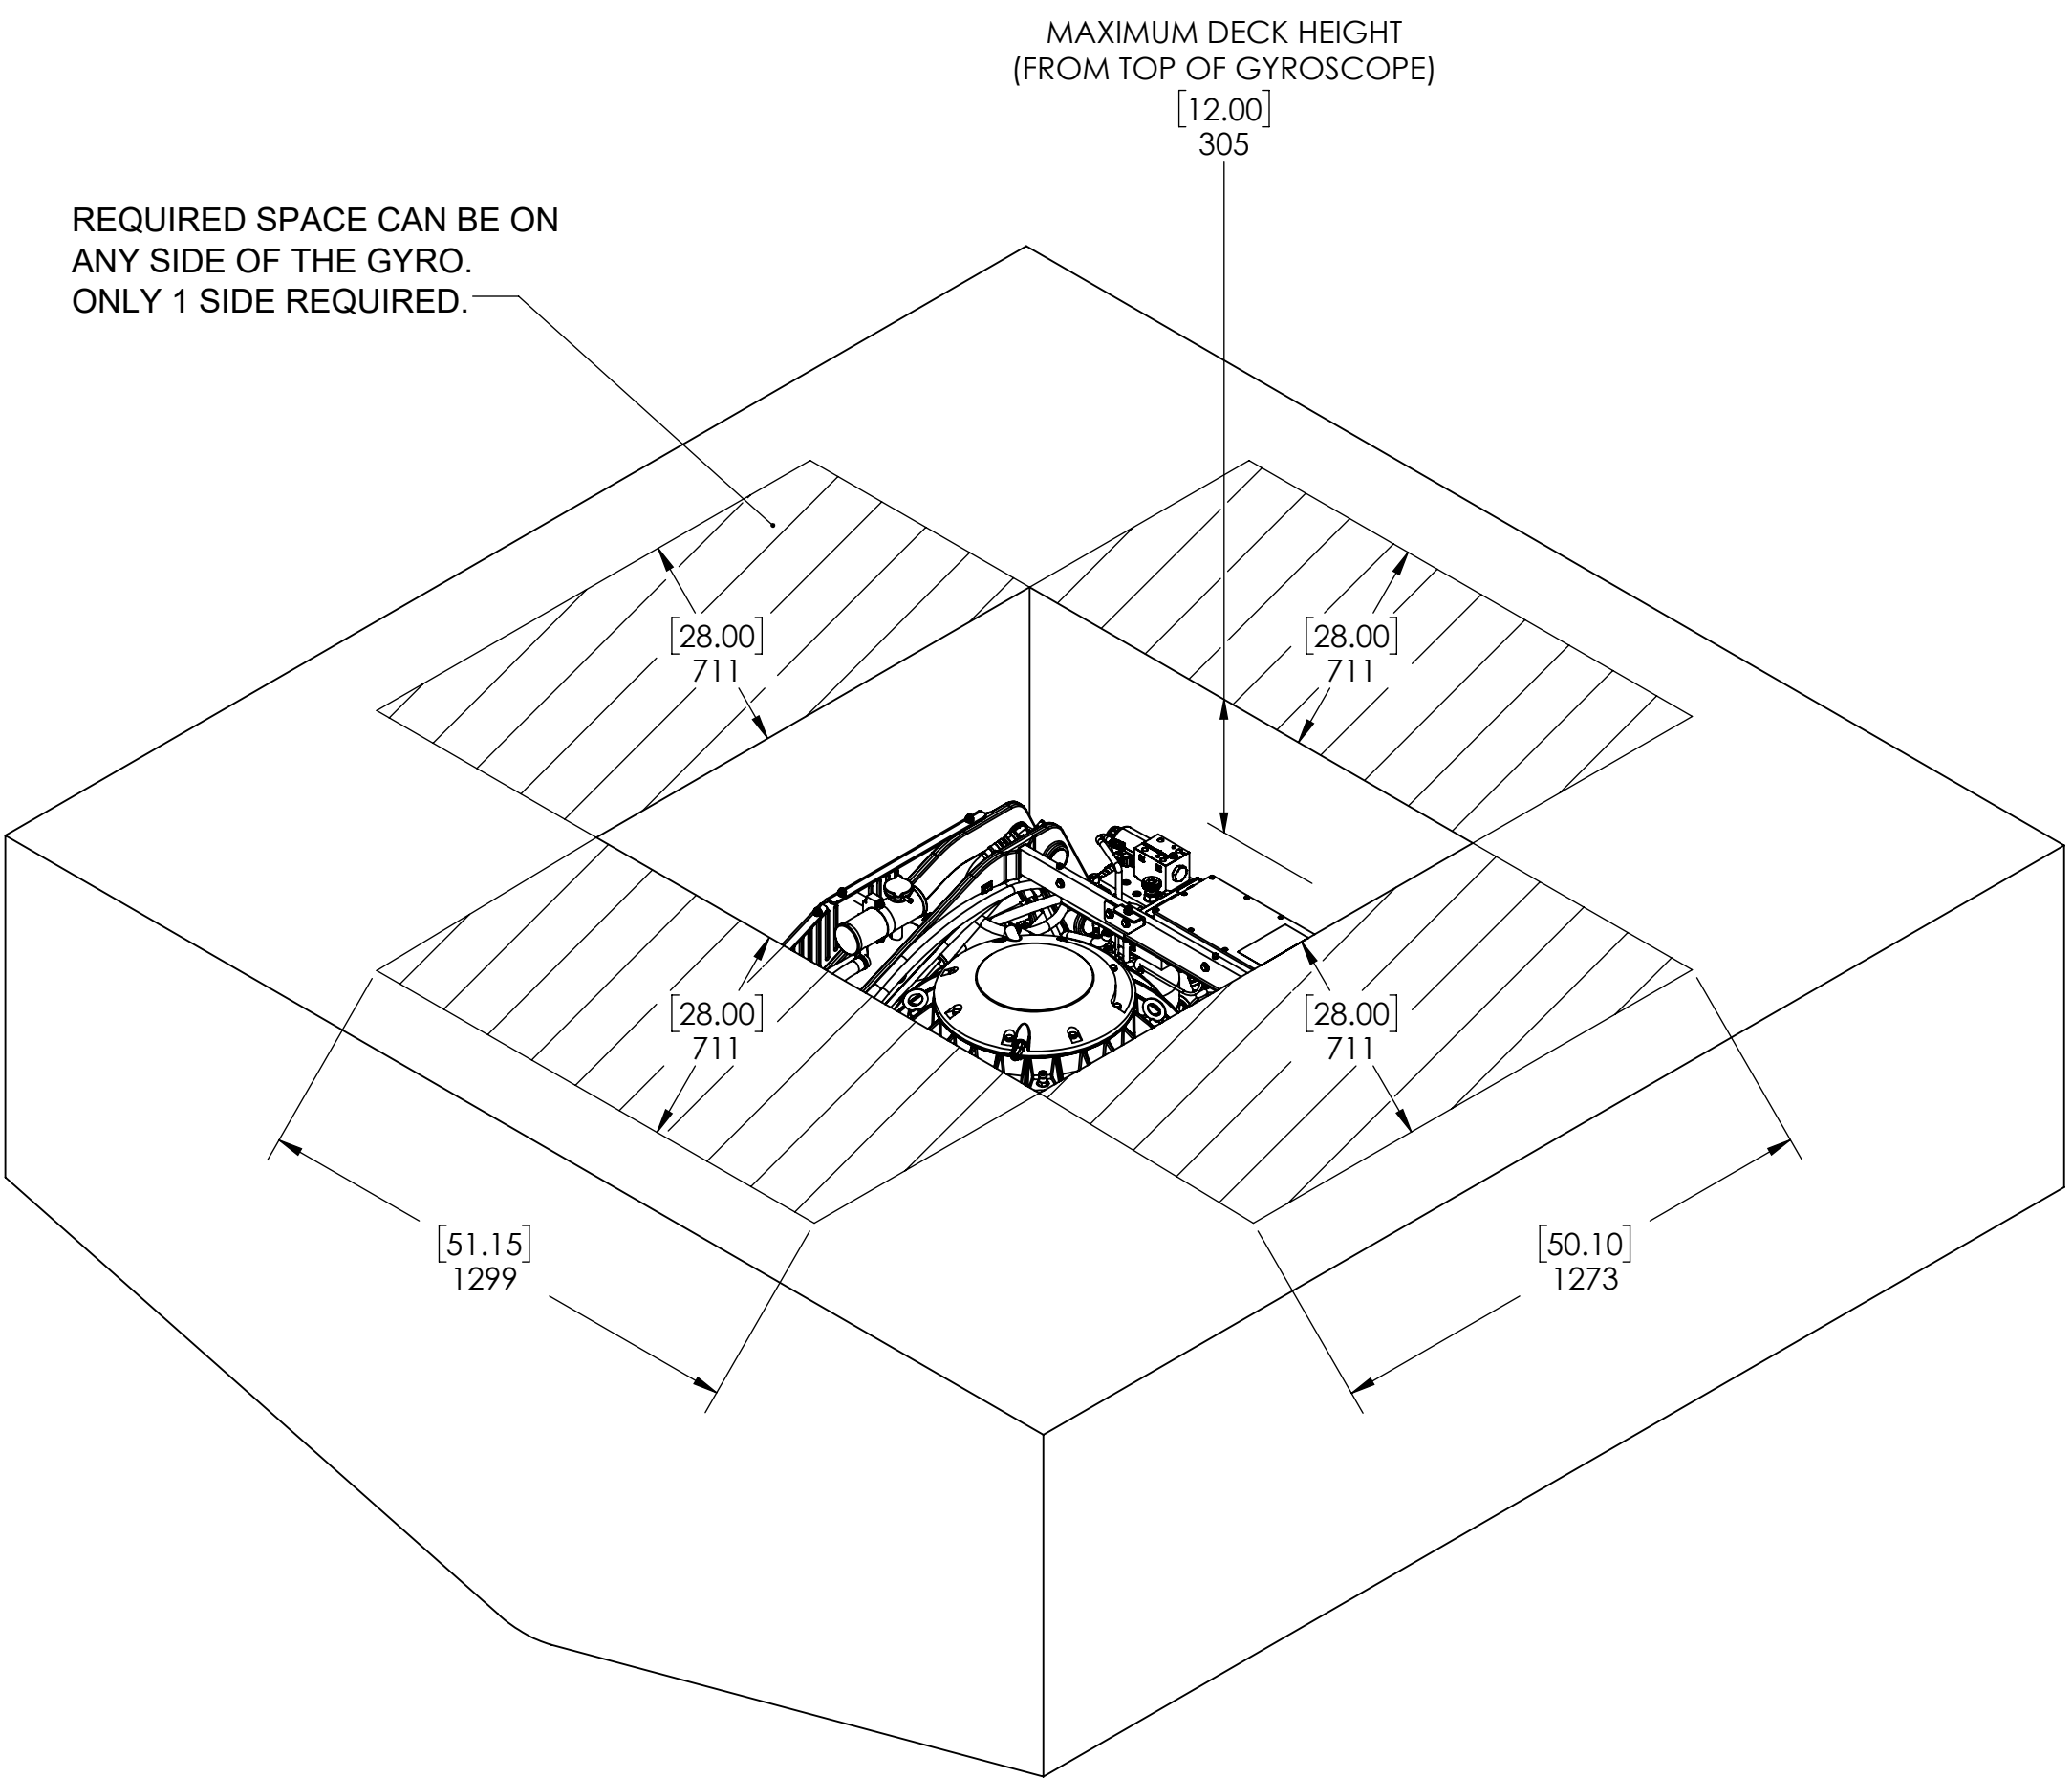 MAXIMUM DECK HEIGHT
(FROM TOP OF GYROSCOPE)
[12.00]
305
REQUIRED SPACE CAN BE ON
ANY SIDE OF THE GYRO.
ONLY 1 SIDE REQUIRED.
[28.00]
711
[28.00]
711
[28.00]
711
[28.00]
711
[51.15]
1299
[50.10]
1273